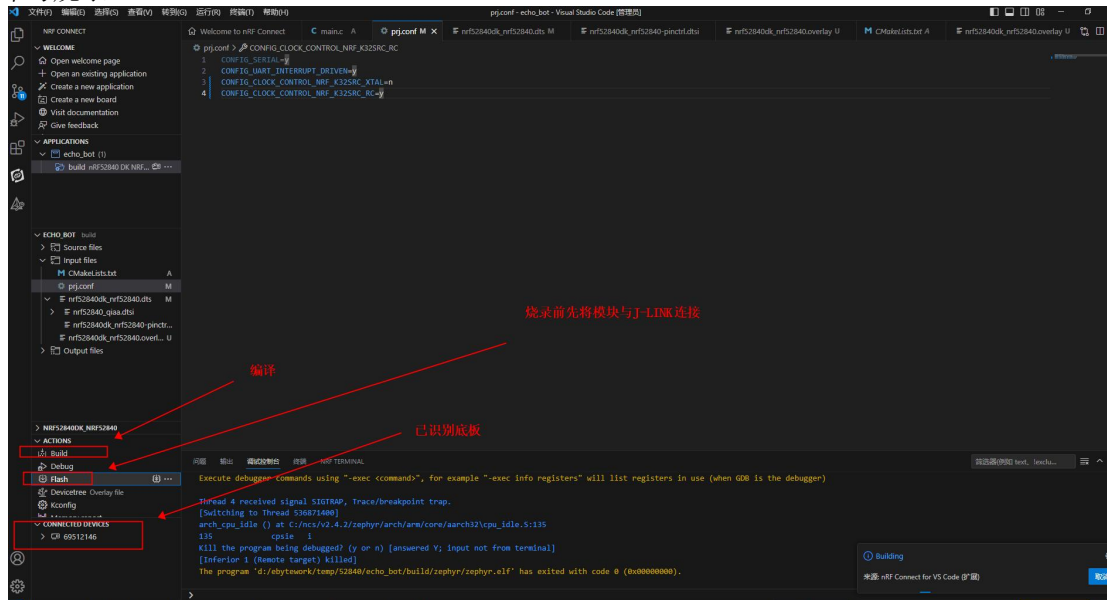 文件(F) 编辑(E) 选择(S) 查看(V) 转到(G) 运行(R) 终端(T) 帮助(H)
prj.conf - echo_bot - Visual Studio Code [管理员]
NRF CONNECT
Welcome to nRF Connect
main.c A
prj.conf M
nrf52840dk_nrf52840.dts M
nrf52840dk_nrf52840-pinctrl.dtsi
nrf52840dk_nrf52840.overlay U
CMakeLists.txt A
nrf52840dk_nrf52840.overlay U
WELCOME
Open welcome page
Open an existing application
Create a new application
Create a new board
Visit documentation
Give feedback
prj.conf > CONFIG_CLOCK_CONTROL_NRF_K32SRC_RC
1 CONFIG_SERIAL=y
2 CONFIG_UART_INTERRUPT_DRIVEN=y
3 CONFIG_CLOCK_CONTROL_NRF_K32SRC_XTAL=n
4 CONFIG_CLOCK_CONTROL_NRF_K32SRC_RC=y
11
APPLICATIONS
echo_bot (1)
build nRF52840 DK NRF...
ECHO_BOT build
Source files
Input files
CMakeLists.txt A
prj.conf M
nrf52840dk_nrf52840.dts M
nrf52840_qiaa.dtsi
nrf52840dk_nrf52840-pinctr...
nrf52840dk_nrf52840.overl... U
Output files
烧录前先将模块与J-LINK连接
编译
已识别底板
NRF52840DK_NRF52840
ACTIONS
Build
Debug
Flash
Devicetree Overlay file
Kconfig
CONNECTED DEVICES
69512146
问题 输出 调试控制台 终端 NRF TERMINAL
Execute debugger commands using "-exec <command>", for example "-exec info registers" will list registers in use (when GDB is the debugger)
Thread 4 received signal SIGTRAP, Trace/breakpoint trap.
[Switching to Thread 536871400]
arch_cpu_idle () at C:/ncs/v2.4.2/zephyr/arch/arm/core/aarch32\cpu_idle.S:135
135 cpsie i
Kill the program being debugged? (y or n) [answered Y; input not from terminal]
[Inferior 1 (Remote target) killed]
The program 'd:/ebytework/temp/52840/echo_bot/build/zephyr/zephyr.elf' has exited with code 0 (0x00000000).
Building
来源: nRF Connect for VS Code (扩展)